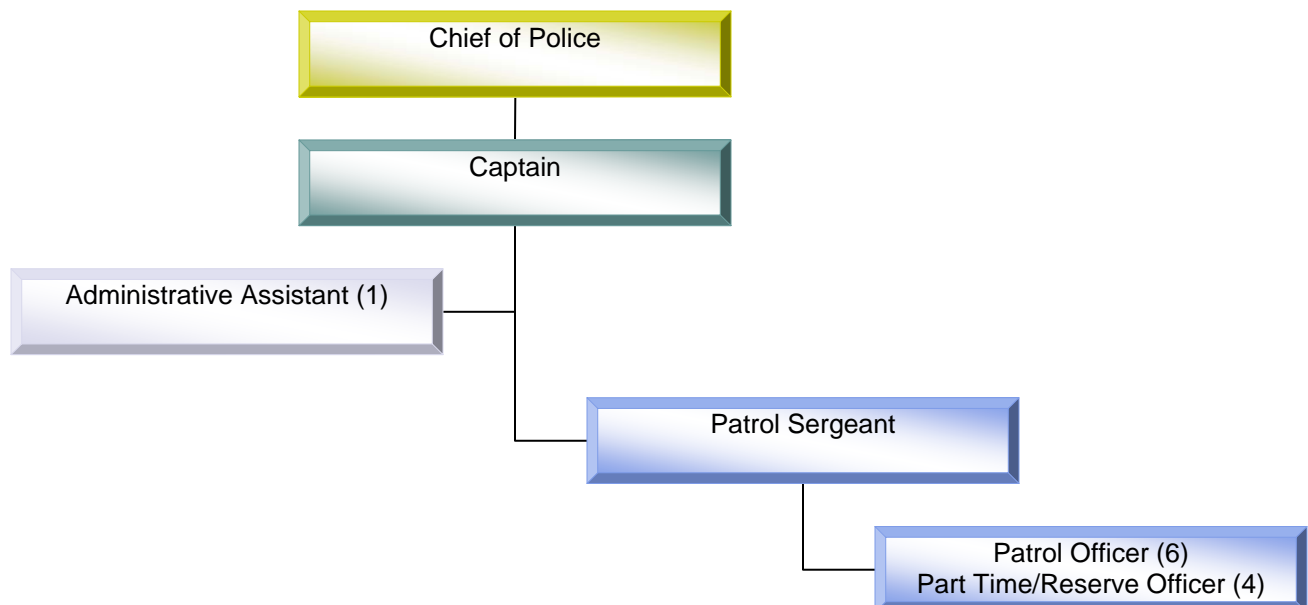 Chief of Police
Captain
Administrative Assistant (1)
Patrol Sergeant
Patrol Officer (6)
Part Time/Reserve Officer (4)